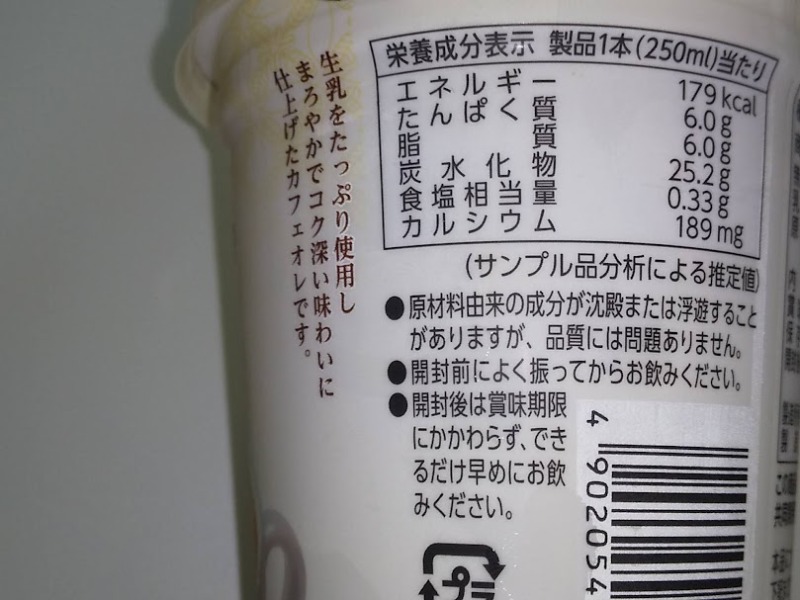 生乳をたっぷり使用し
まろやかでコク深い味わいに
仕上げたカフェオレです。
栄養成分表示 製品1本(250ml)当たり
エネルギー 179kcal
たんぱく質 6.0g
脂質 6.0g
炭水化物 25.2g
食塩相当量 0.33g
カルシウム 189mg
(サンプル品分析による推定値)
●原材料由来の成分が沈殿または浮遊すること
がありますが、品質には問題ありません。
●開封前によく振ってからお飲みください。
●開封後は賞味期限
にかかわらず、でき
るだけ早めにお飲
みください。
4 902054
プラ